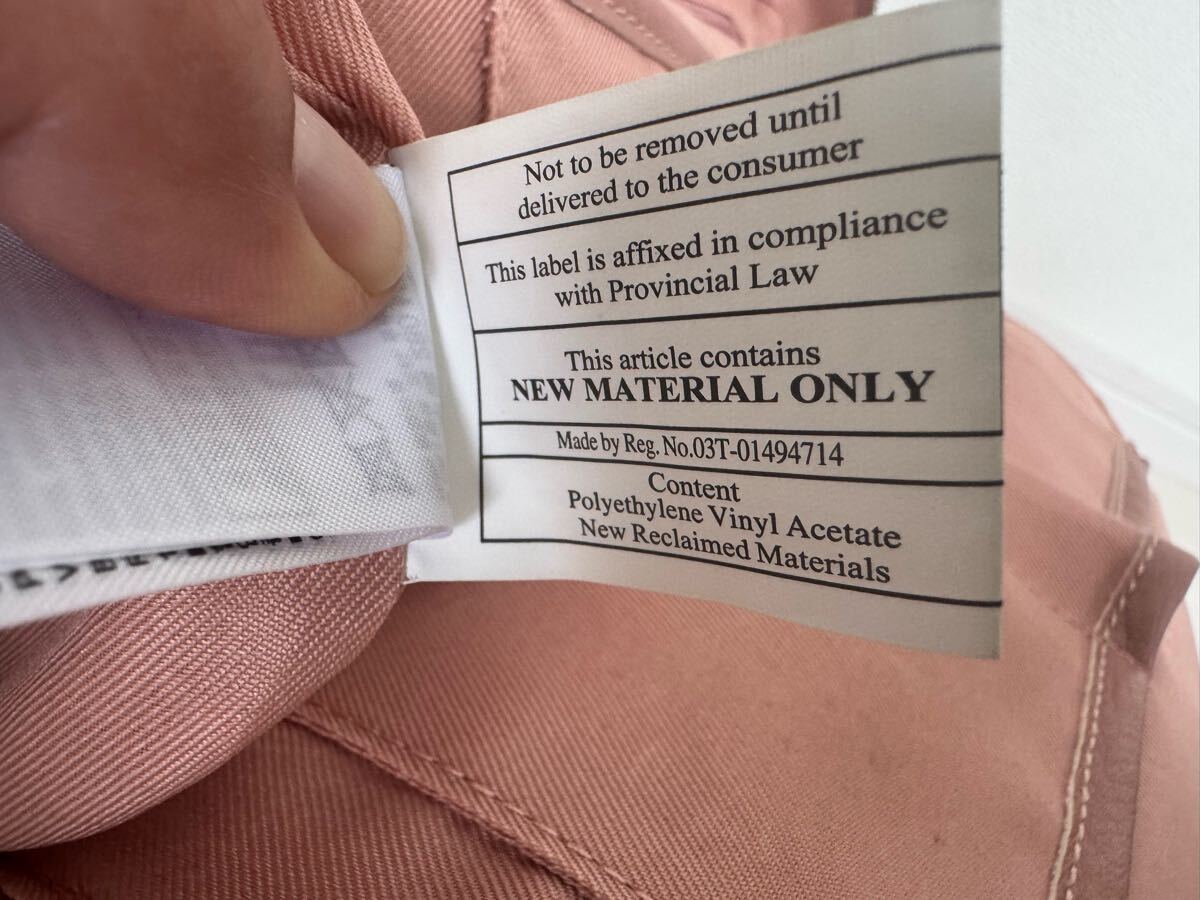 Not to be removed until
delivered to the consumer
This label is affixed in compliance
with Provincial Law
This article contains
NEW MATERIAL ONLY
Made by Reg. No.03T-01494714
Content
Polyethylene Vinyl Acetate
New Reclaimed Materials